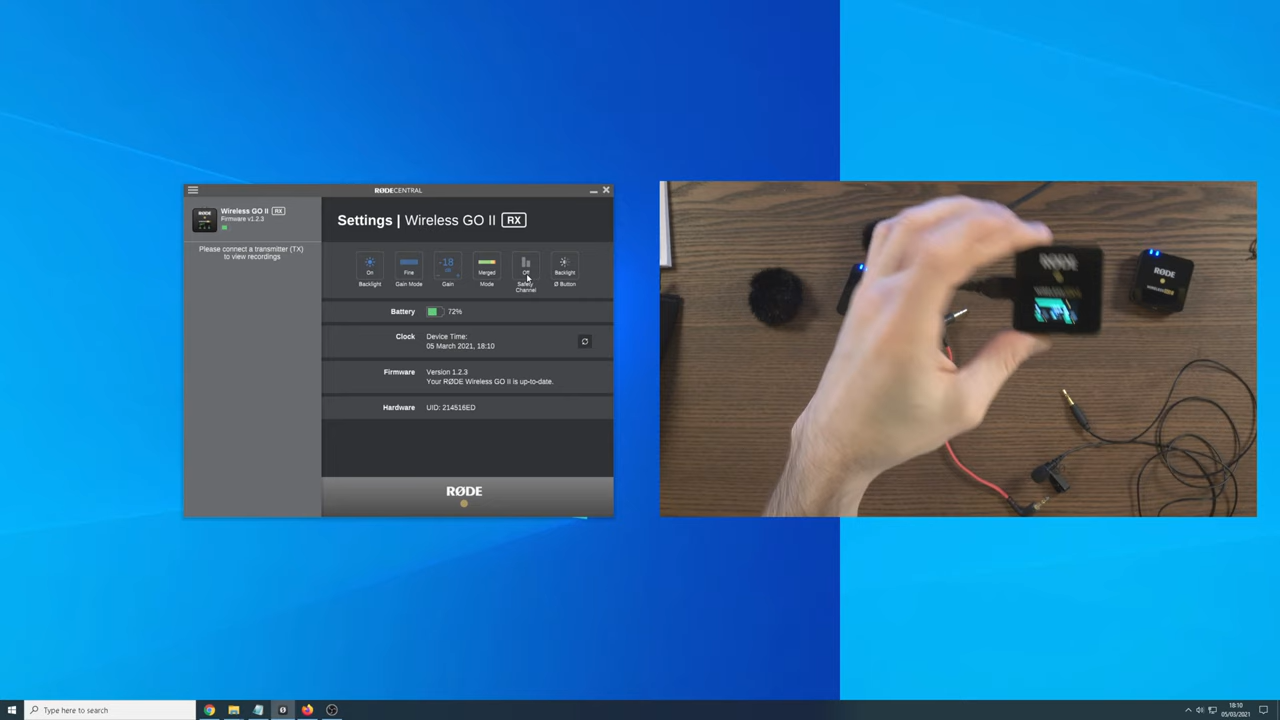 RØDECENTRAL
Wireless GO II RX
Firmware v1.2.3
Please connect a transmitter (TX)
to view recordings
Settings | Wireless GO II RX
On
Fine
-18
Merged
Off
Backlight
Backlight
Gain Mode
Gain
Mode
Safety
Channel
Ø Button
Battery
72%
Clock
Device Time:
05 March 2021, 18:10
Firmware
Version 1.2.3
Your RØDE Wireless GO II is up-to-date.
Hardware
UID: 214516ED
RØDE
RØDE
RØDE
Type here to search
18:10
05/03/2021